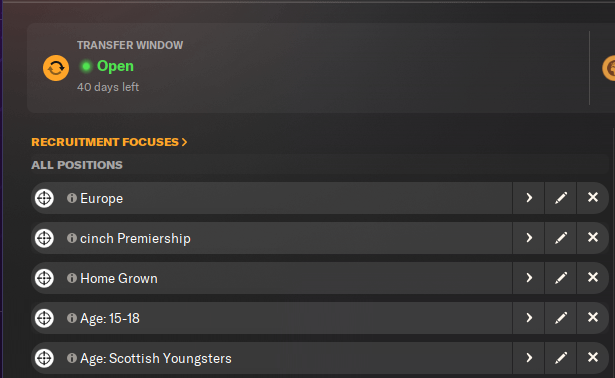 TRANSFER WINDOW
Open
40 days left
RECRUITMENT FOCUSES >
ALL POSITIONS
Europe
cinch Premiership
Home Grown
Age: 15-18
Age: Scottish Youngsters